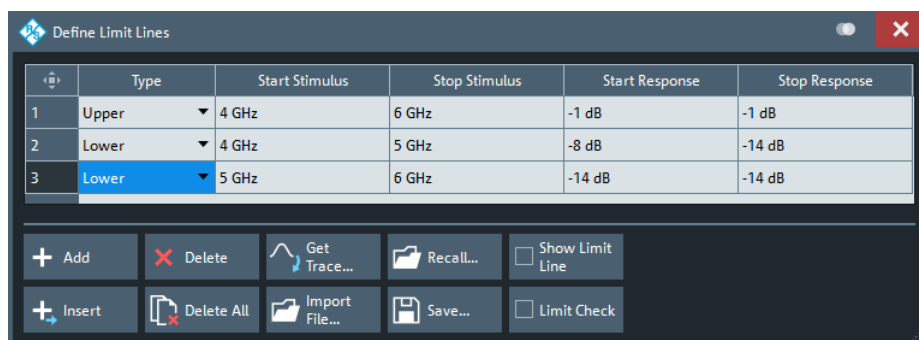 Define Limit Lines
Type Start Stimulus Stop Stimulus Start Response Stop Response
1 Upper 4 GHz 6 GHz -1 dB -1 dB
2 Lower 4 GHz 5 GHz -8 dB -14 dB
3 Lower 5 GHz 6 GHz -14 dB -14 dB
Add Delete Get Trace... Recall... Show Limit Line
Insert Delete All Import File... Save... Limit Check